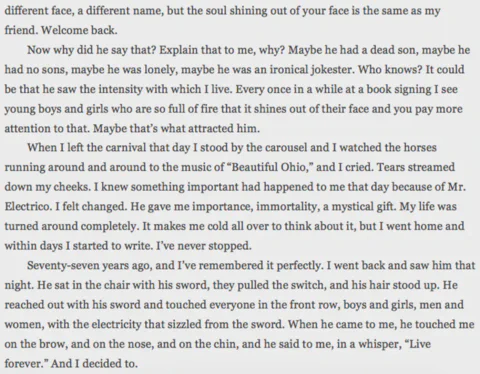 different face, a different name, but the soul shining out of your face is the same as my
friend. Welcome back.
Now why did he say that? Explain that to me, why? Maybe he had a dead son, maybe he
had no sons, maybe he was lonely, maybe he was an ironical jokester. Who knows? It could
be that he saw the intensity with which I live. Every once in a while at a book signing I see
young boys and girls who are so full of fire that it shines out of their face and you pay more
attention to that. Maybe that's what attracted him.
When I left the carnival that day I stood by the carousel and I watched the horses
running around and around to the music of “Beautiful Ohio,” and I cried. Tears streamed
down my cheeks. I knew something important had happened to me that day because of Mr.
Electrico. I felt changed. He gave me importance, immortality, a mystical gift. My life was
turned around completely. It makes me cold all over to think about it, but I went home and
within days I started to write. I've never stopped.
Seventy-seven years ago, and I've remembered it perfectly. I went back and saw him that
night. He sat in the chair with his sword, they pulled the switch, and his hair stood up. He
reached out with his sword and touched everyone in the front row, boys and girls, men and
women, with the electricity that sizzled from the sword. When he came to me, he touched me
on the brow, and on the nose, and on the chin, and he said to me, in a whisper, “Live
forever.” And I decided to.